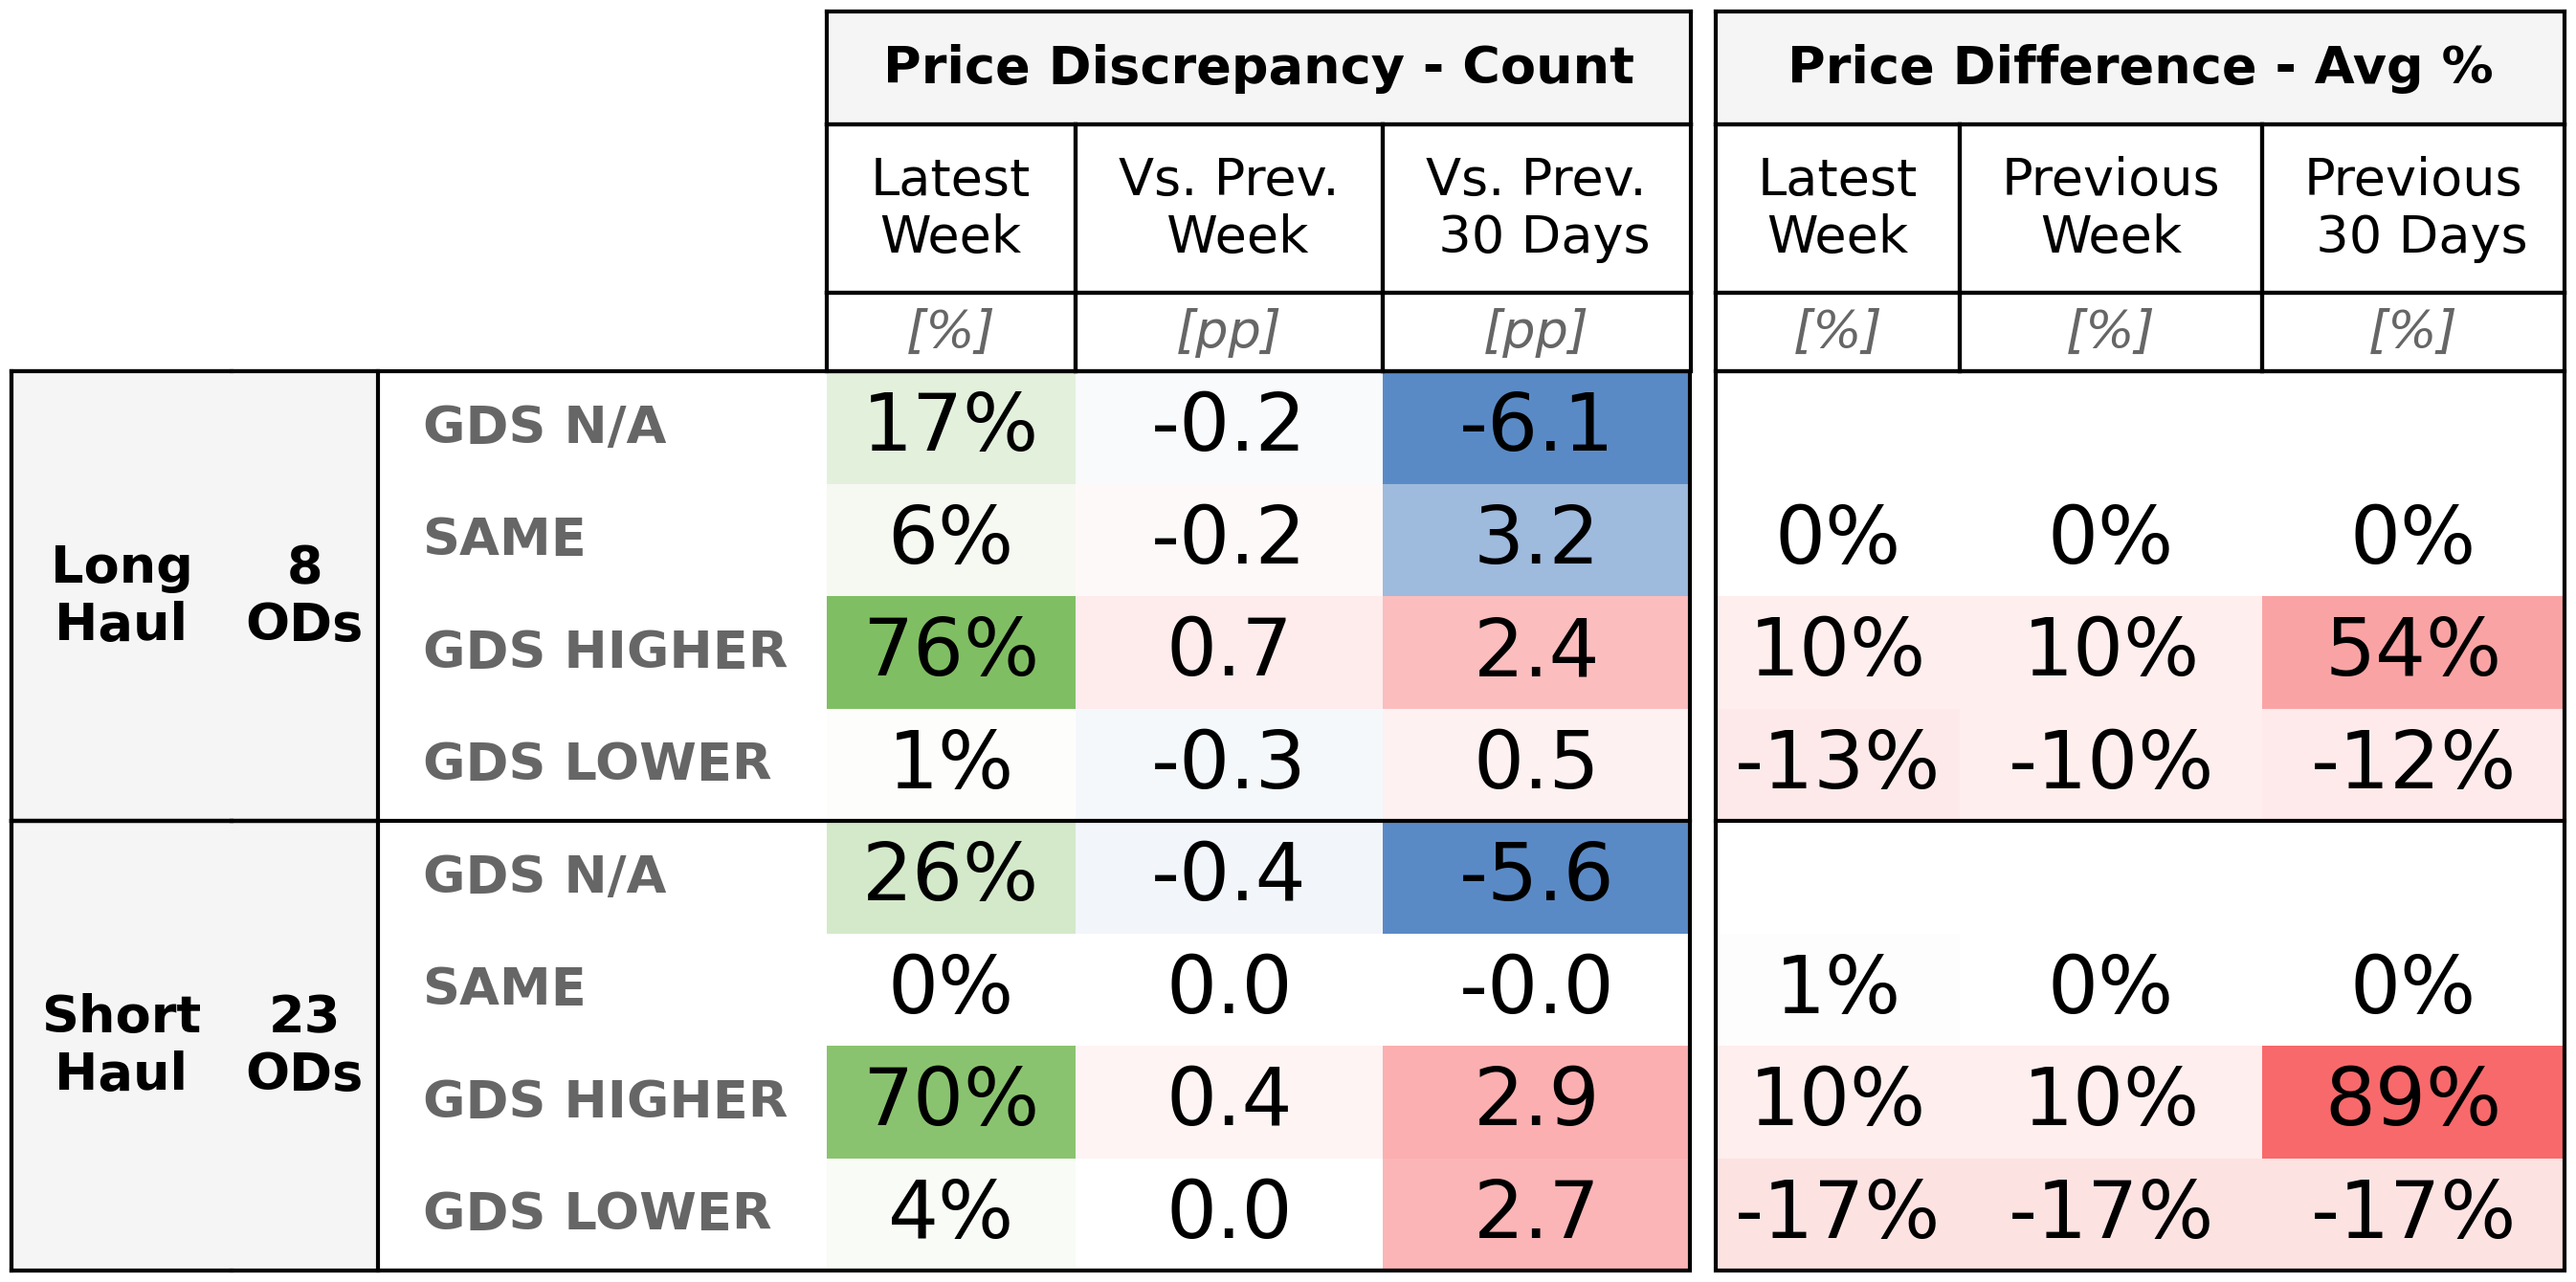 Price Discrepancy - Count Price Difference - Avg %
Latest Week Vs. Prev. Week Vs. Prev. 30 Days Latest Week Previous Week Previous 30 Days
[%] [pp] [pp] [%] [%] [%]
Long Haul 8 ODs
GDS N/A 17% -0.2 -6.1
SAME 6% -0.2 3.2 0% 0% 0%
GDS HIGHER 76% 0.7 2.4 10% 10% 54%
GDS LOWER 1% -0.3 0.5 -13% -10% -12%
Short Haul 23 ODs
GDS N/A 26% -0.4 -5.6
SAME 0% 0.0 -0.0 1% 0% 0%
GDS HIGHER 70% 0.4 2.9 10% 10% 89%
GDS LOWER 4% 0.0 2.7 -17% -17% -17%